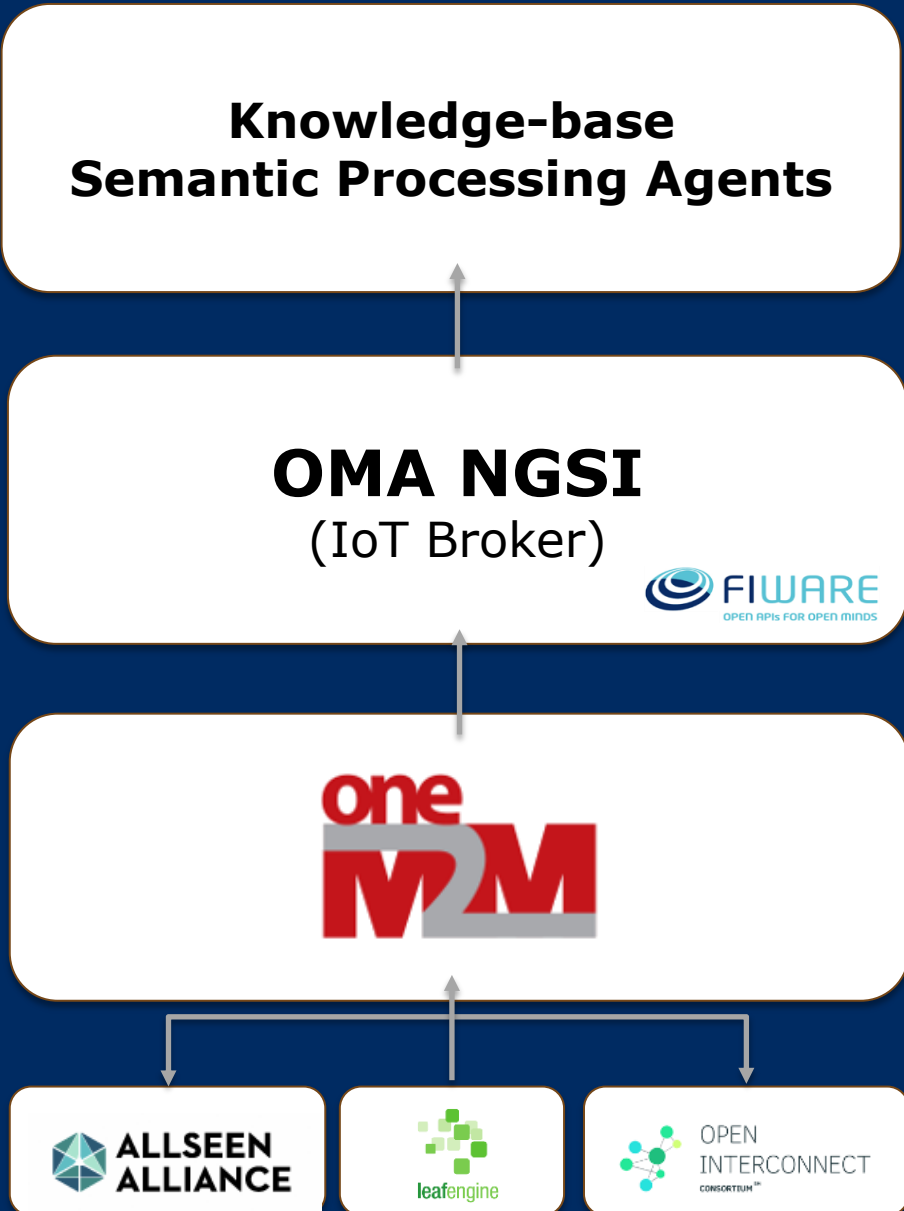 Knowledge-base
Semantic Processing Agents
OMA NGSI
(IoT Broker)
FIWARE
OPEN APIs FOR OPEN MINDS
one
M2M
ALLSEEN
ALLIANCE
leafengine
OPEN
INTERCONNECT
CONSORTIUM SM